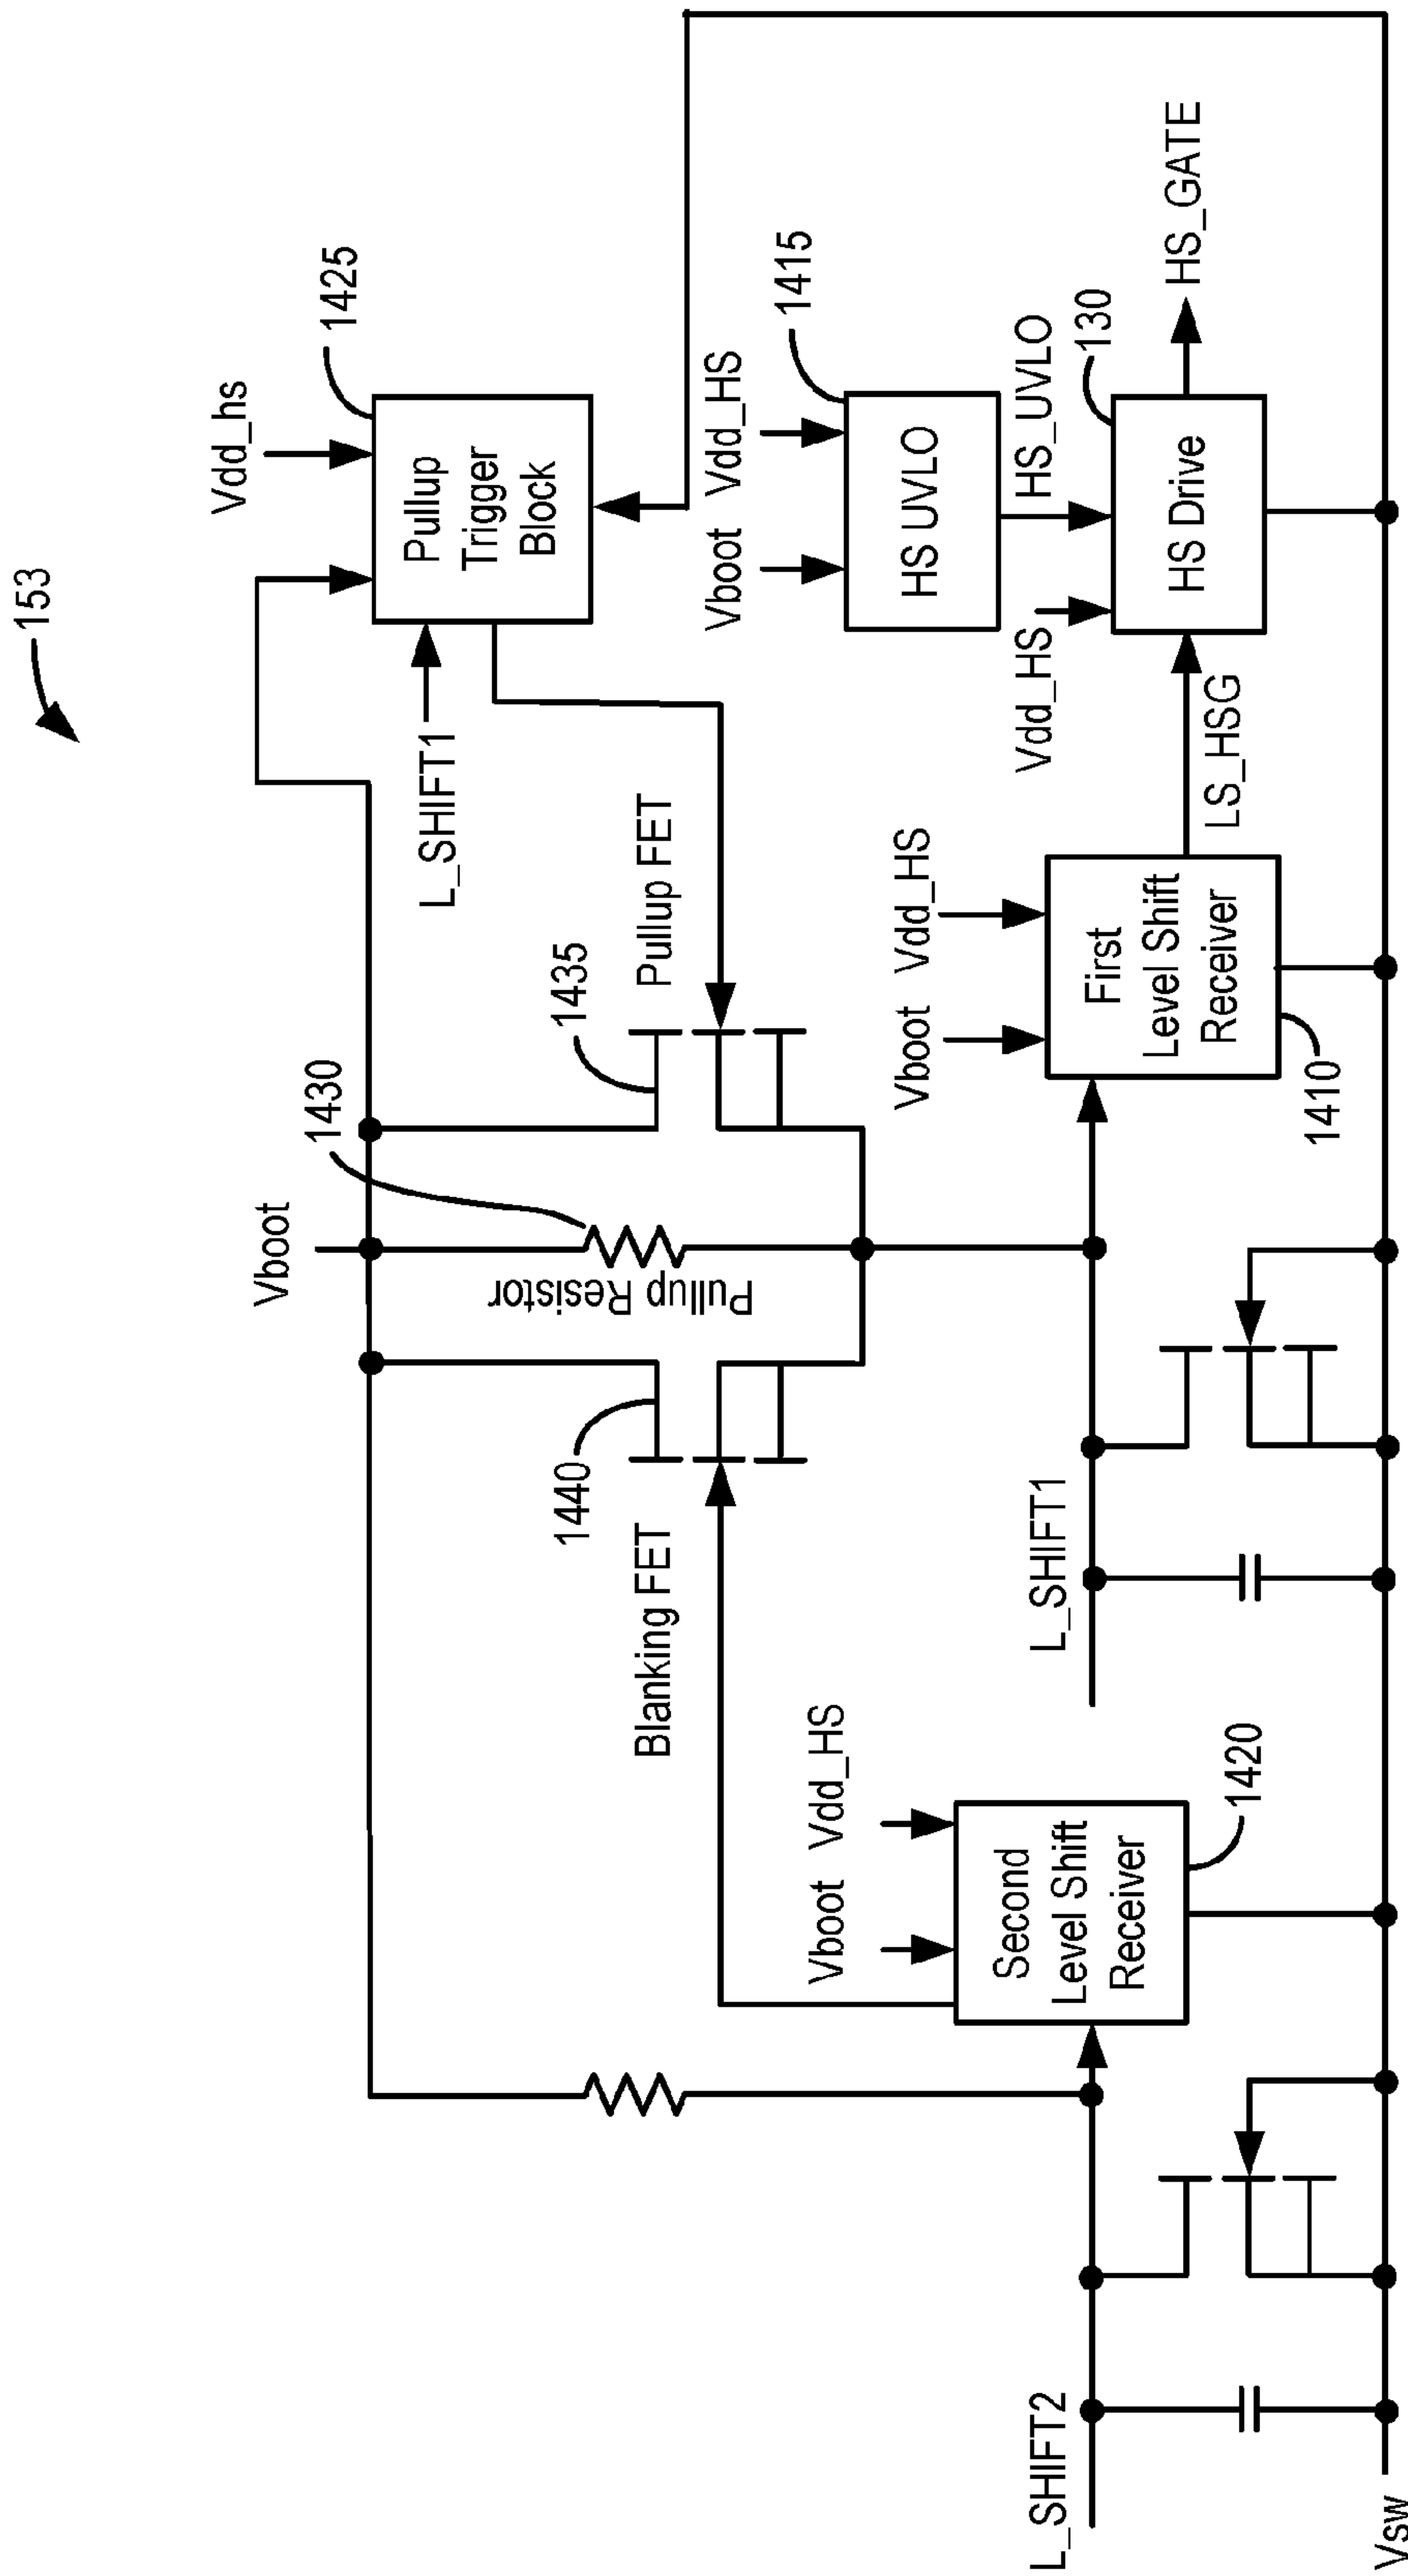 153
Vboot
Vdd_hs
1425
Pullup
Trigger
Block
L_SHIFT1
1430
Pullup Resistor
1440
Blanking FET
1435
Pullup FET
Vboot
Vdd_HS
1415
HS UVLO
HS_UVLO
Vboot
Vdd_HS
Second
Level Shift
Receiver
1420
Vboot
Vdd_HS
First
Level Shift
Receiver
1410
LS_HSG
Vdd_HS
130
HS Drive
HS_GATE
L_SHIFT2
L_SHIFT1
Vsw